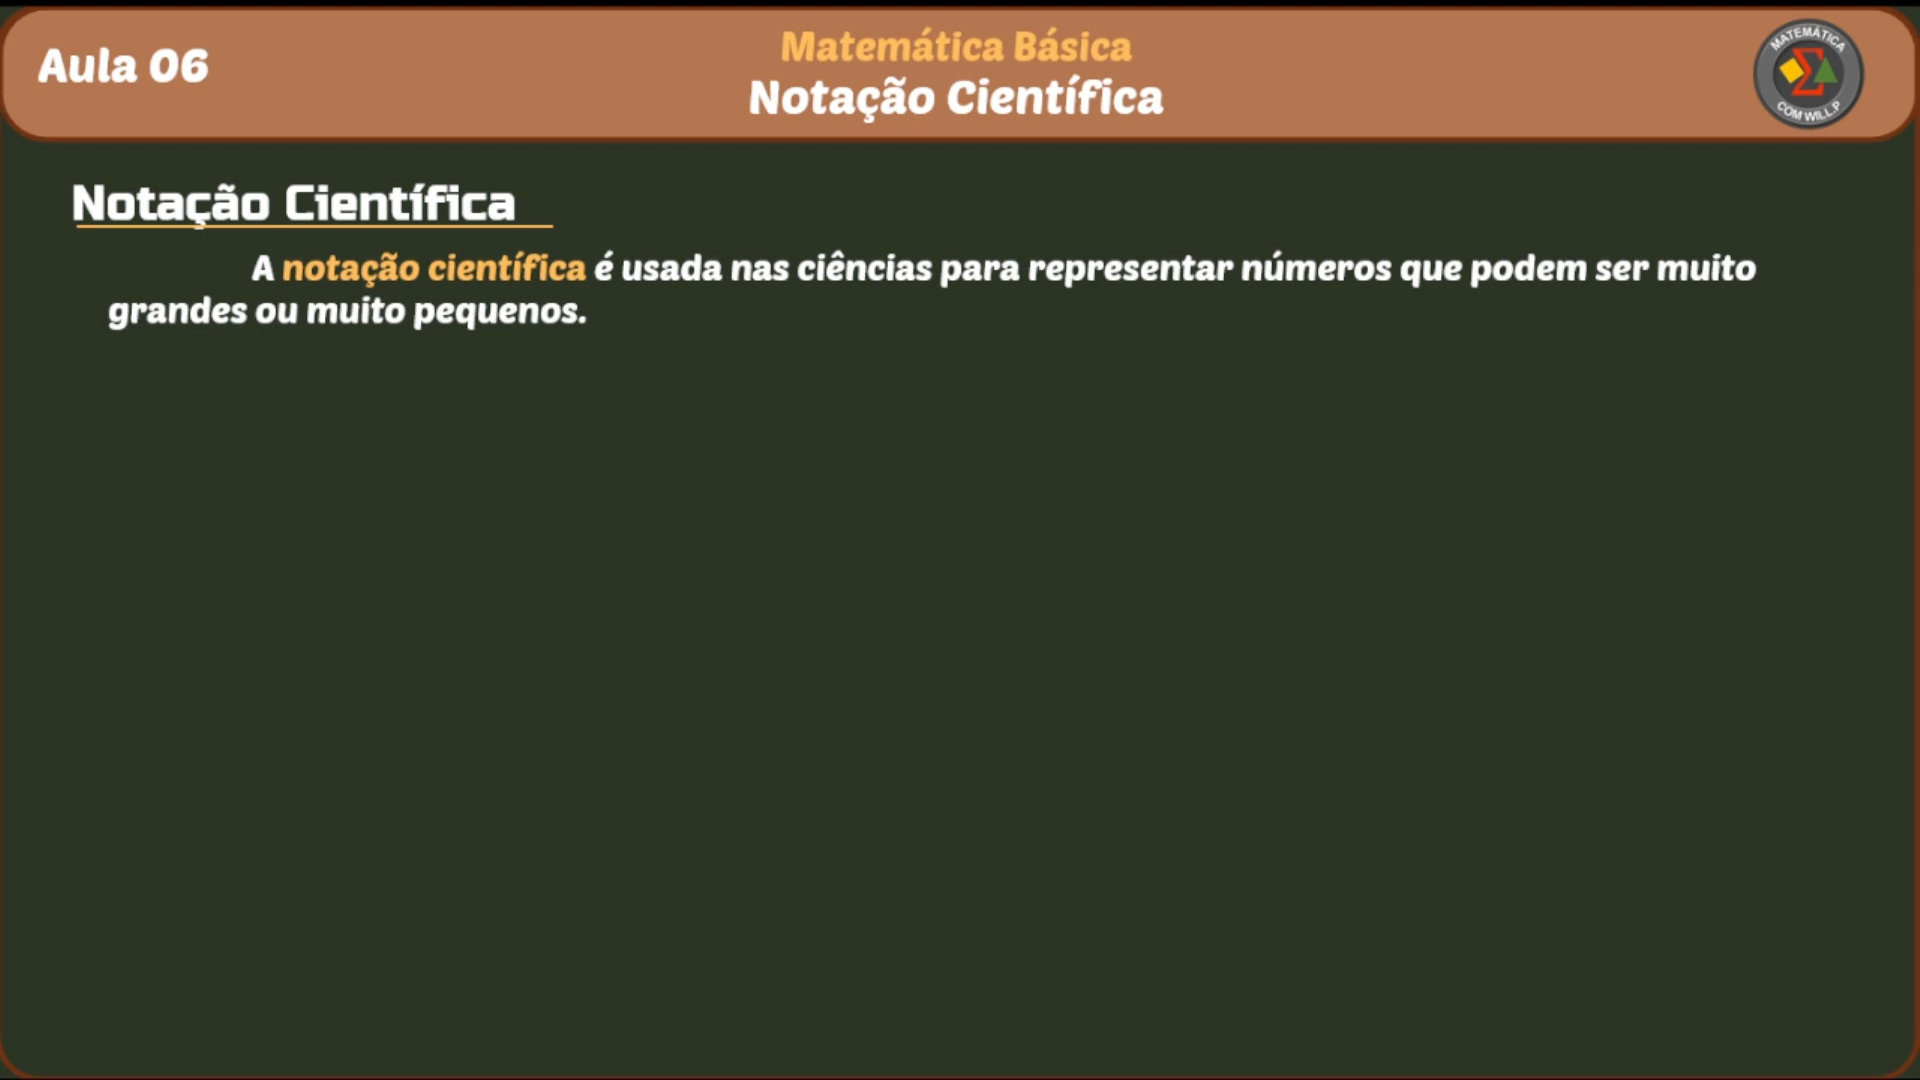 Aula 06
Matemática Básica
Notação Científica
MATEMÁTICA
COM WILL.P
Notação Científica
A notação científica é usada nas ciências para representar números que podem ser muito
grandes ou muito pequenos.